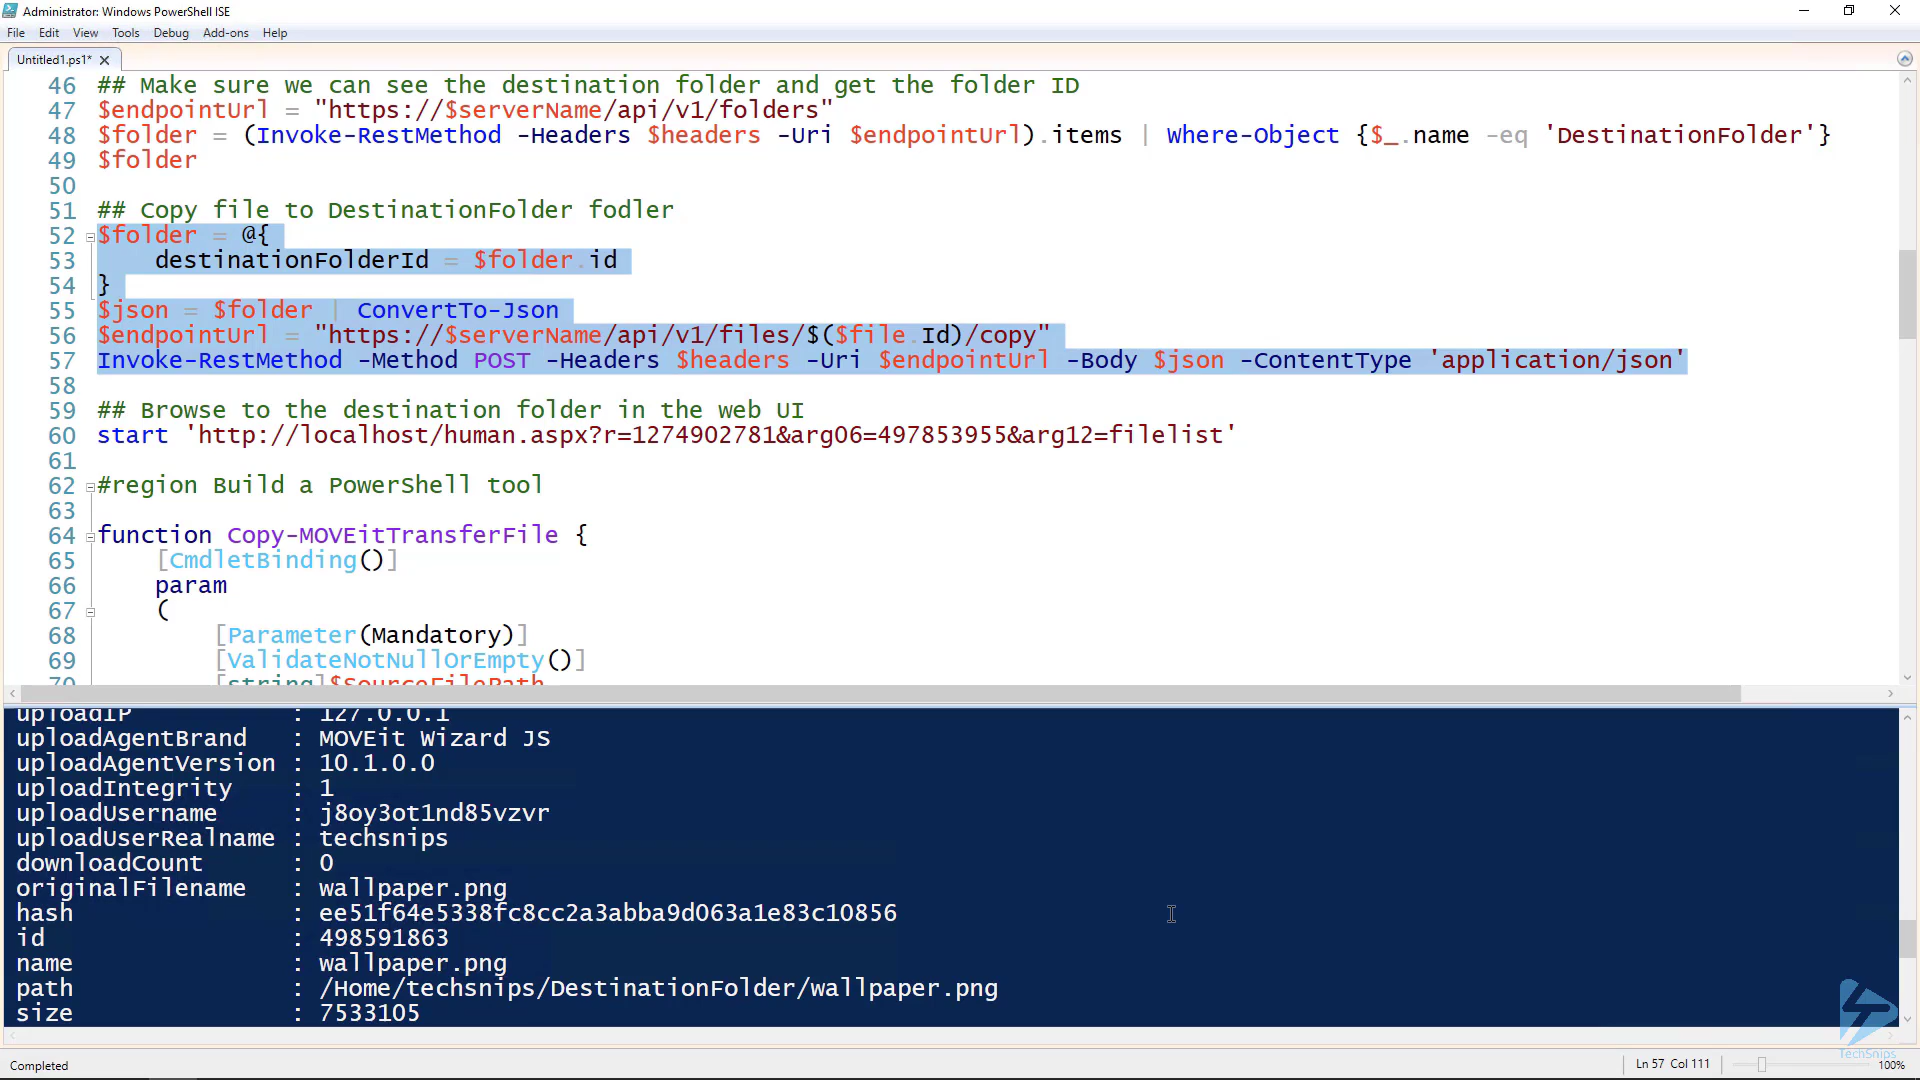 Administrator: Windows PowerShell ISE
File Edit View Tools Debug Add-ons Help
Untitled1.ps1*
46 ## Make sure we can see the destination folder and get the folder ID
47 $endpointUrl = "https://$serverName/api/v1/folders"
48 $folder = (Invoke-RestMethod -Headers $headers -Uri $endpointUrl).items | Where-Object {$_.name -eq 'DestinationFolder'}
49 $folder
50
51 ## Copy file to DestinationFolder fodler
52 $folder = @{
53 destinationFolderId = $folder.id
54 }
55 $json = $folder | ConvertTo-Json
56 $endpointUrl = "https://$serverName/api/v1/files/$($file.Id)/copy"
57 Invoke-RestMethod -Method POST -Headers $headers -Uri $endpointUrl -Body $json -ContentType 'application/json'
58
59 ## Browse to the destination folder in the web UI
60 start 'http://localhost/human.aspx?r=1274902781&arg06=497853955&arg12=filelist'
61
62 #region Build a PowerShell tool
63
64 function Copy-MOVEitTransferFile {
65 [CmdletBinding()]
66 param
67 (
68 [Parameter(Mandatory)]
69 [ValidateNotNullOrEmpty()]
70 [string]$SourceFilePath
uploadIP : 127.0.0.1
uploadAgentBrand : MOVEit Wizard JS
uploadAgentVersion : 10.1.0.0
uploadIntegrity : 1
uploadUsername : j8oy3ot1nd85vzvr
uploadUserRealname : techsnips
downloadCount : 0
originalFilename : wallpaper.png
hash : ee51f64e5338fc8cc2a3abba9d063a1e83c10856
id : 498591863
name : wallpaper.png
path : /Home/techsnips/DestinationFolder/wallpaper.png
size : 7533105
TechSnips
Completed
Ln 57 Col 111
100%